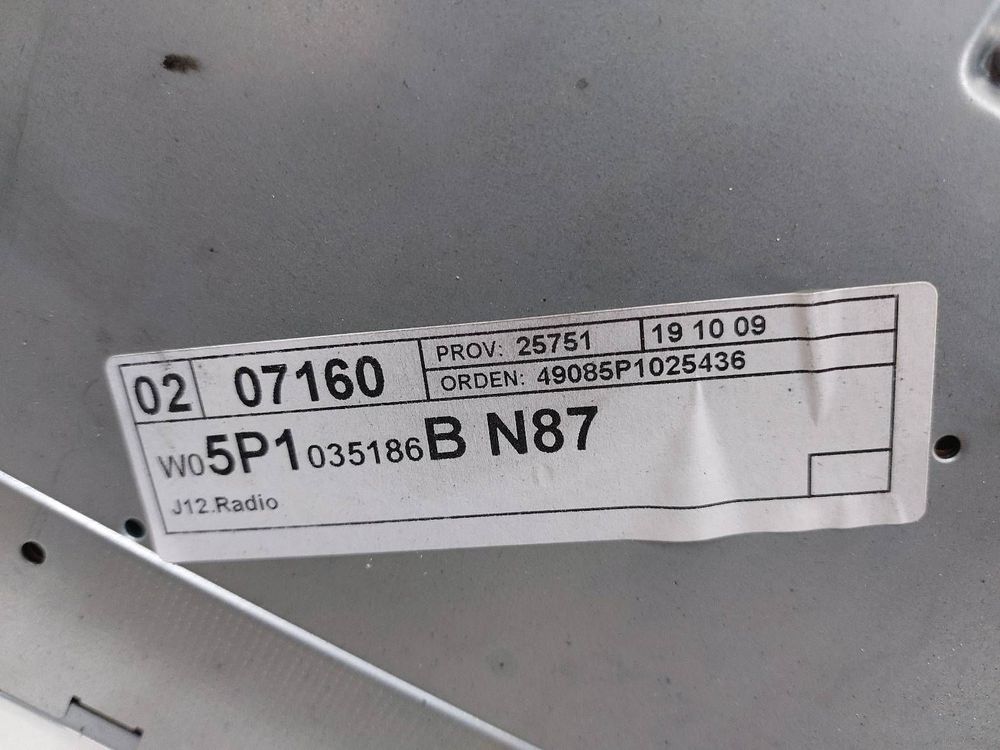 02 07160 PROV: 25751 19 10 09
ORDEN: 49085P1025436
W05P1035186B N87
J12.Radio